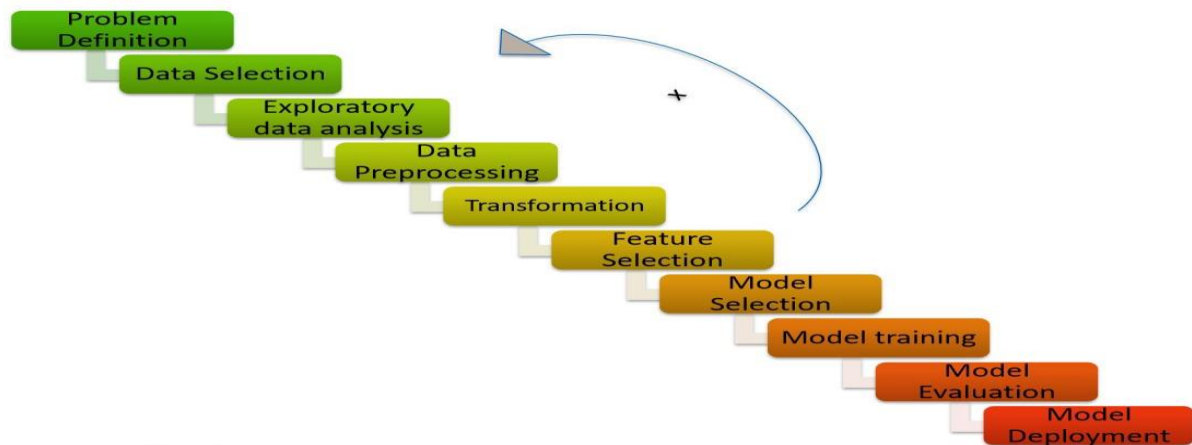 Problem
Definition
Data Selection
Exploratory
data analysis
Data
Preprocessing
Transformation
Feature
Selection
Model
Selection
Model training
Model
Evaluation
Model
Deployment
x